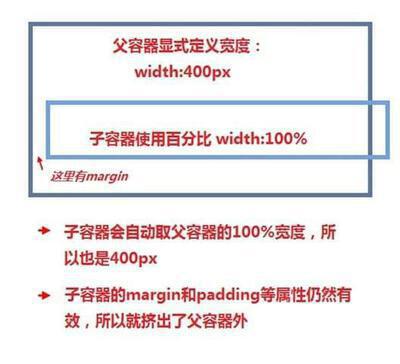 父容器显式定义宽度：
width:400px
子容器使用百分比 width:100%
这里有margin
子容器会自动取父容器的100%宽度，所
以也是400px
子容器的margin和padding等属性仍然有
效，所以就挤出了父容器外